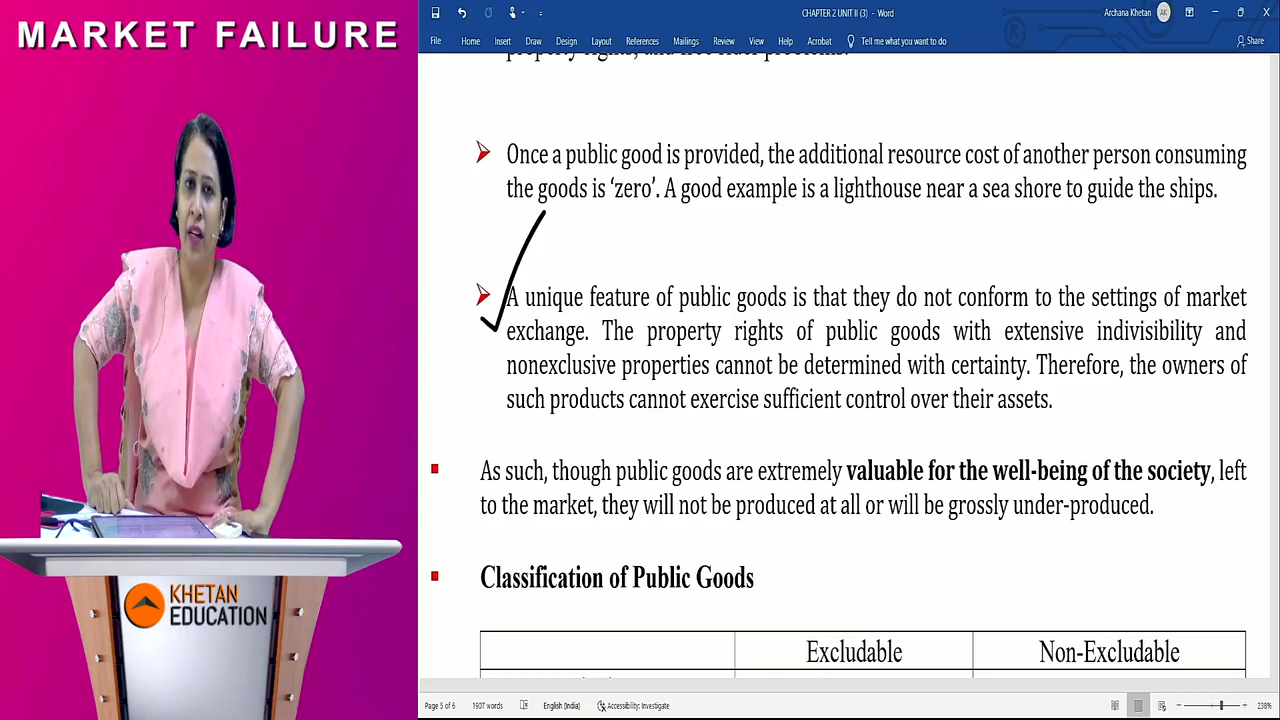 MARKET FAILURE
CHAPTER 2 UNIT II (3) - Word
Archana Khetan AK
File Home Insert Draw Design Layout References Mailings Review View Help Acrobat Tell me what you want to do Share
Once a public good is provided, the additional resource cost of another person consuming
the goods is ‘zero’. A good example is a lighthouse near a sea shore to guide the ships.
A unique feature of public goods is that they do not conform to the settings of market
exchange. The property rights of public goods with extensive indivisibility and
nonexclusive properties cannot be determined with certainty. Therefore, the owners of
such products cannot exercise sufficient control over their assets.
As such, though public goods are extremely valuable for the well-being of the society, left
to the market, they will not be produced at all or will be grossly under-produced.
Classification of Public Goods
Excludable Non-Excludable
KHETAN
EDUCATION
Page 5 of 6 1907 words English (India) Accessibility: Investigate 238%